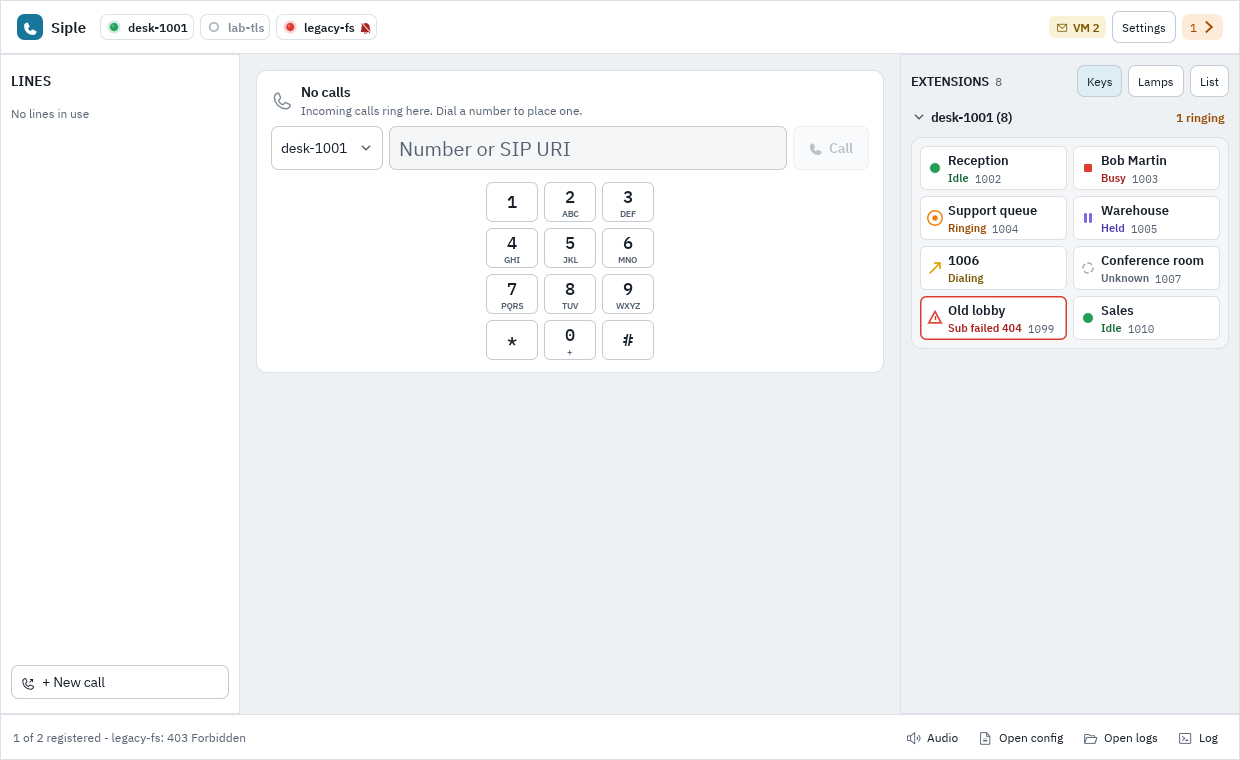 Siple
desk-1001
lab-tls
legacy-fs
VM 2
Settings
1
LINES
No lines in use
+ New call
No calls
Incoming calls ring here. Dial a number to place one.
desk-1001
Number or SIP URI
Call
1
2
ABC
3
DEF
4
GHI
5
JKL
6
MNO
7
PQRS
8
TUV
9
WXYZ
*
0
+
#
EXTENSIONS 8
Keys
Lamps
List
desk-1001 (8)
1 ringing
Reception
Idle 1002
Bob Martin
Busy 1003
Support queue
Ringing 1004
Warehouse
Held 1005
1006
Dialing
Conference room
Unknown 1007
Old lobby
Sub failed 404 1099
Sales
Idle 1010
1 of 2 registered - legacy-fs: 403 Forbidden
Audio
Open config
Open logs
Log